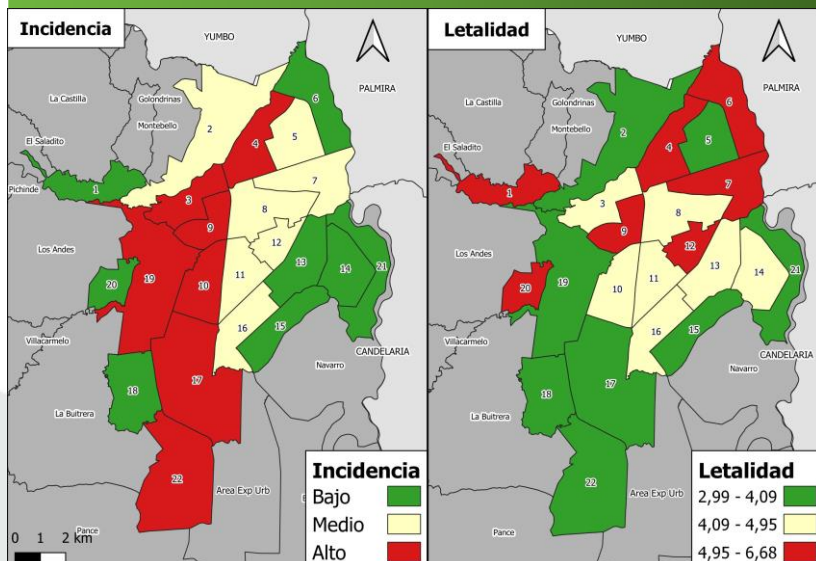 Incidencia
YUMBO
PALMIRA
La Castilla
Golondrinas
Montebello
El Saladito
Pichinde
Los Andes
Villacarmelo
La Buitrera
Pance
Navarro
CANDELARIA
Area Exp Urb
6
4
5
2
7
1
3
8
9
12
13
14
21
19
10
11
20
16
15
18
17
22
0 1 2 km
Incidencia
Bajo
Medio
Alto
Letalidad
YUMBO
PALMIRA
La Castilla
Golondrinas
Montebello
El Saladito
Pichinde
Los Andes
Villacarmelo
La Buitrera
Pance
Navarro
CANDELARIA
Area Exp Urb
6
4
5
2
7
1
3
8
9
12
13
14
21
19
10
11
20
16
15
18
17
22
Letalidad
2,99 - 4,09
4,09 - 4,95
4,95 - 6,68